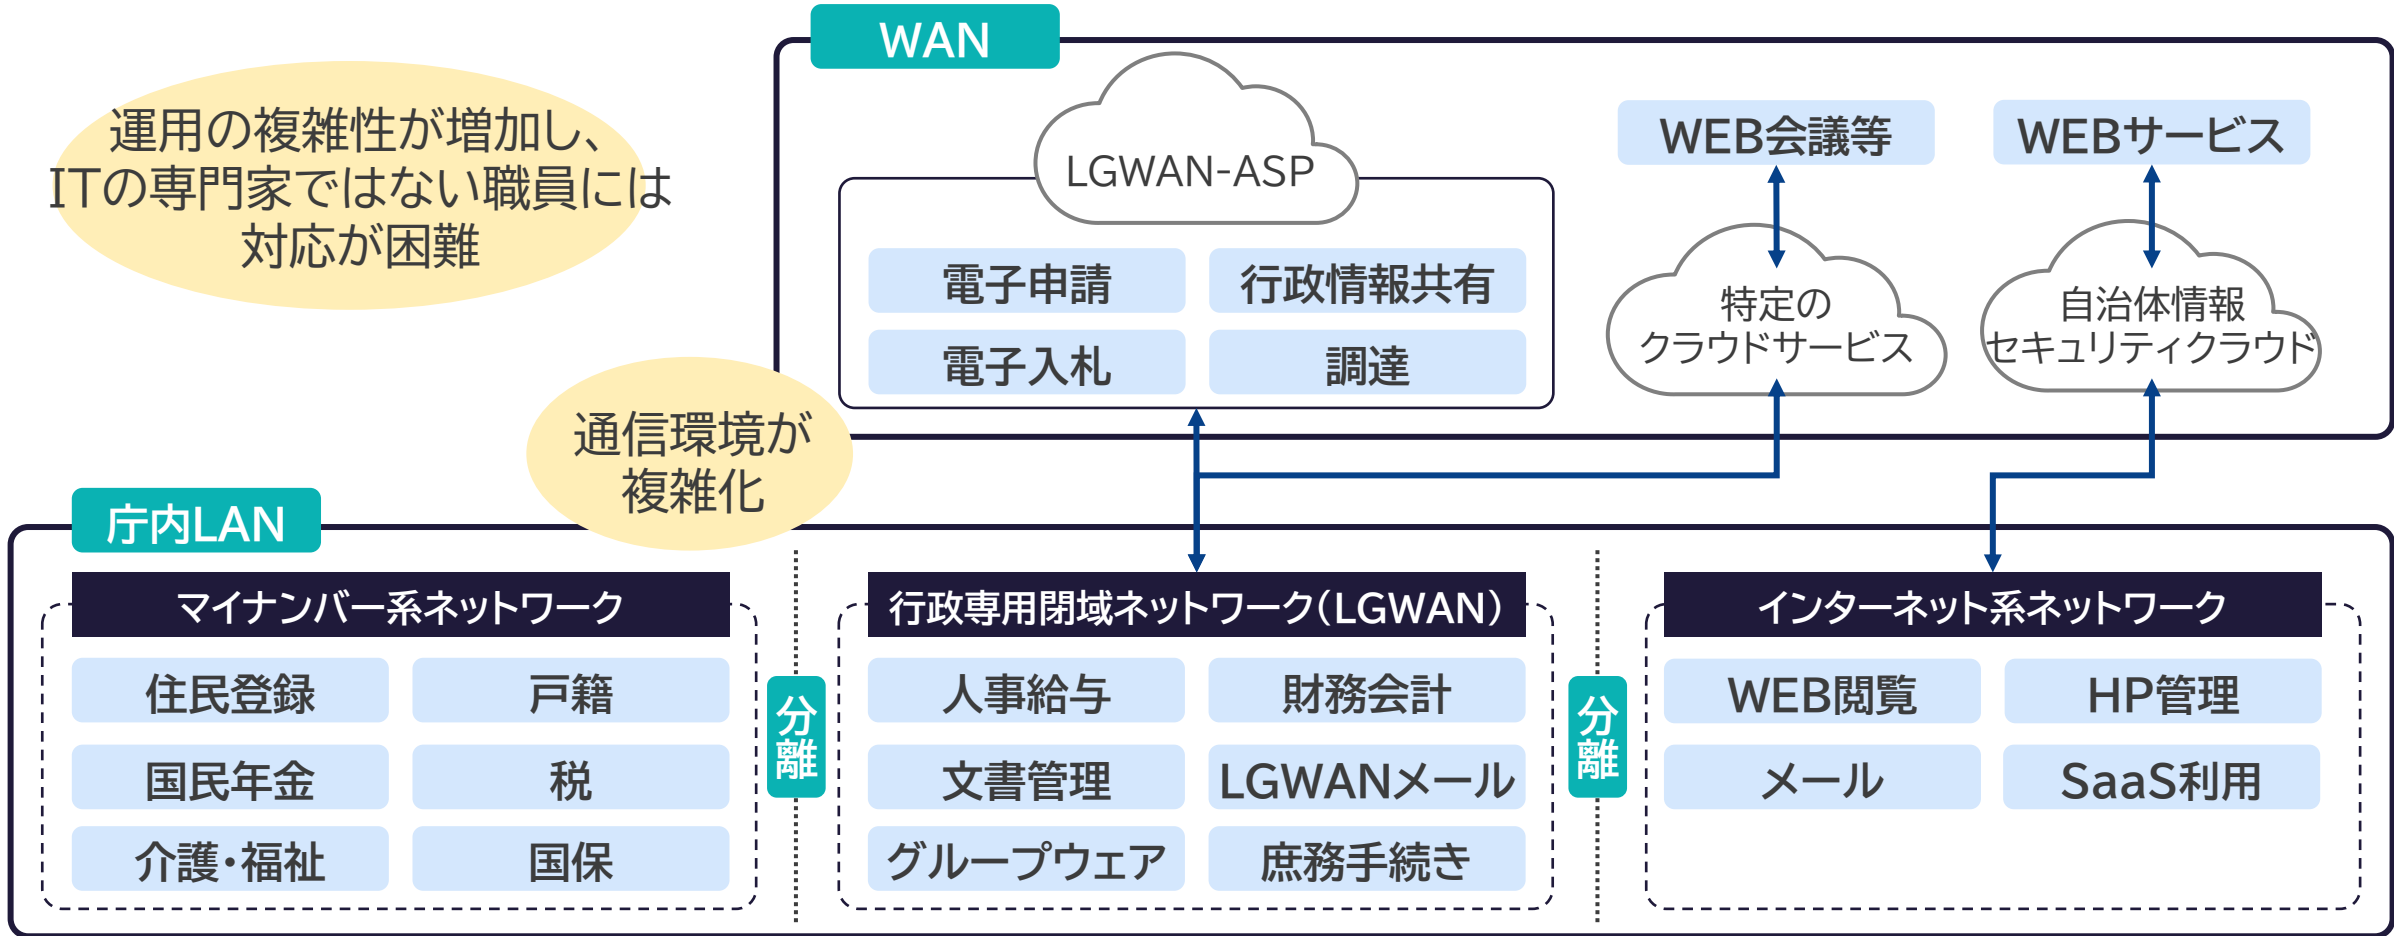 WAN
運用の複雑性が増加し、
ITの専門家ではない職員には
対応が困難
LGWAN-ASP
電子申請
行政情報共有
電子入札
調達
WEB会議等
WEBサービス
特定の
クラウドサービス
自治体情報
セキュリティクラウド
通信環境が
複雑化
庁内LAN
マイナンバー系ネットワーク
住民登録
戸籍
国民年金
税
介護・福祉
国保
分離
行政専用閉域ネットワーク(LGWAN)
人事給与
財務会計
文書管理
LGWANメール
グループウェア
庶務手続き
分離
インターネット系ネットワーク
WEB閲覧
HP管理
メール
SaaS利用